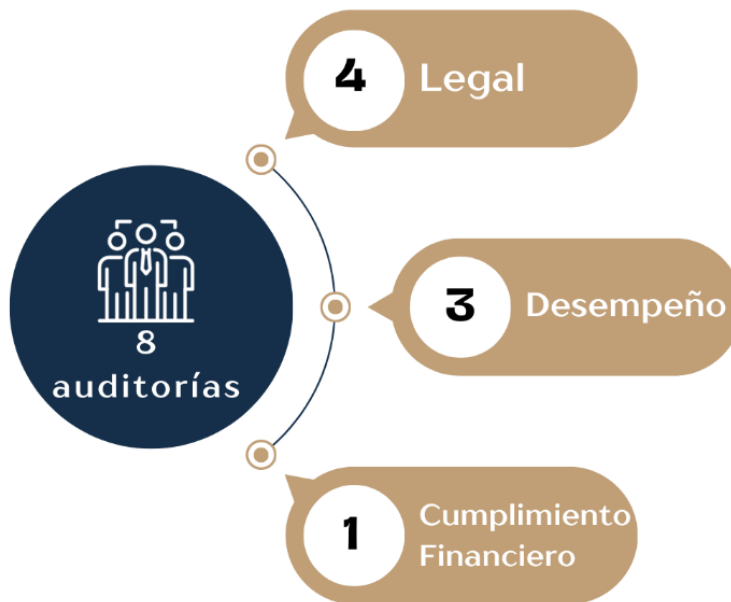 8
auditorías
4
Legal
3
Desempeño
1
Cumplimiento
Financiero